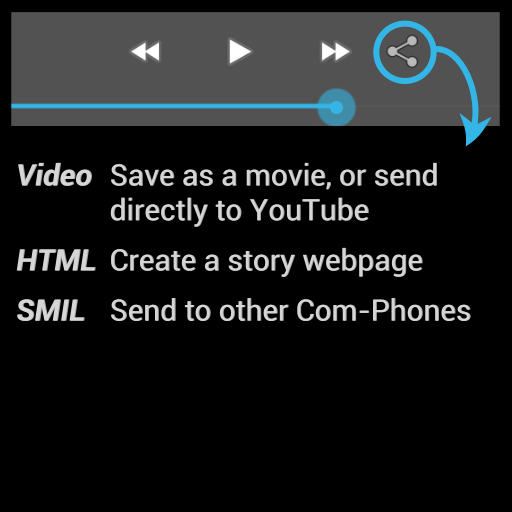 Video Save as a movie, or send
directly to YouTube
HTML Create a story webpage
SMIL Send to other Com-Phones